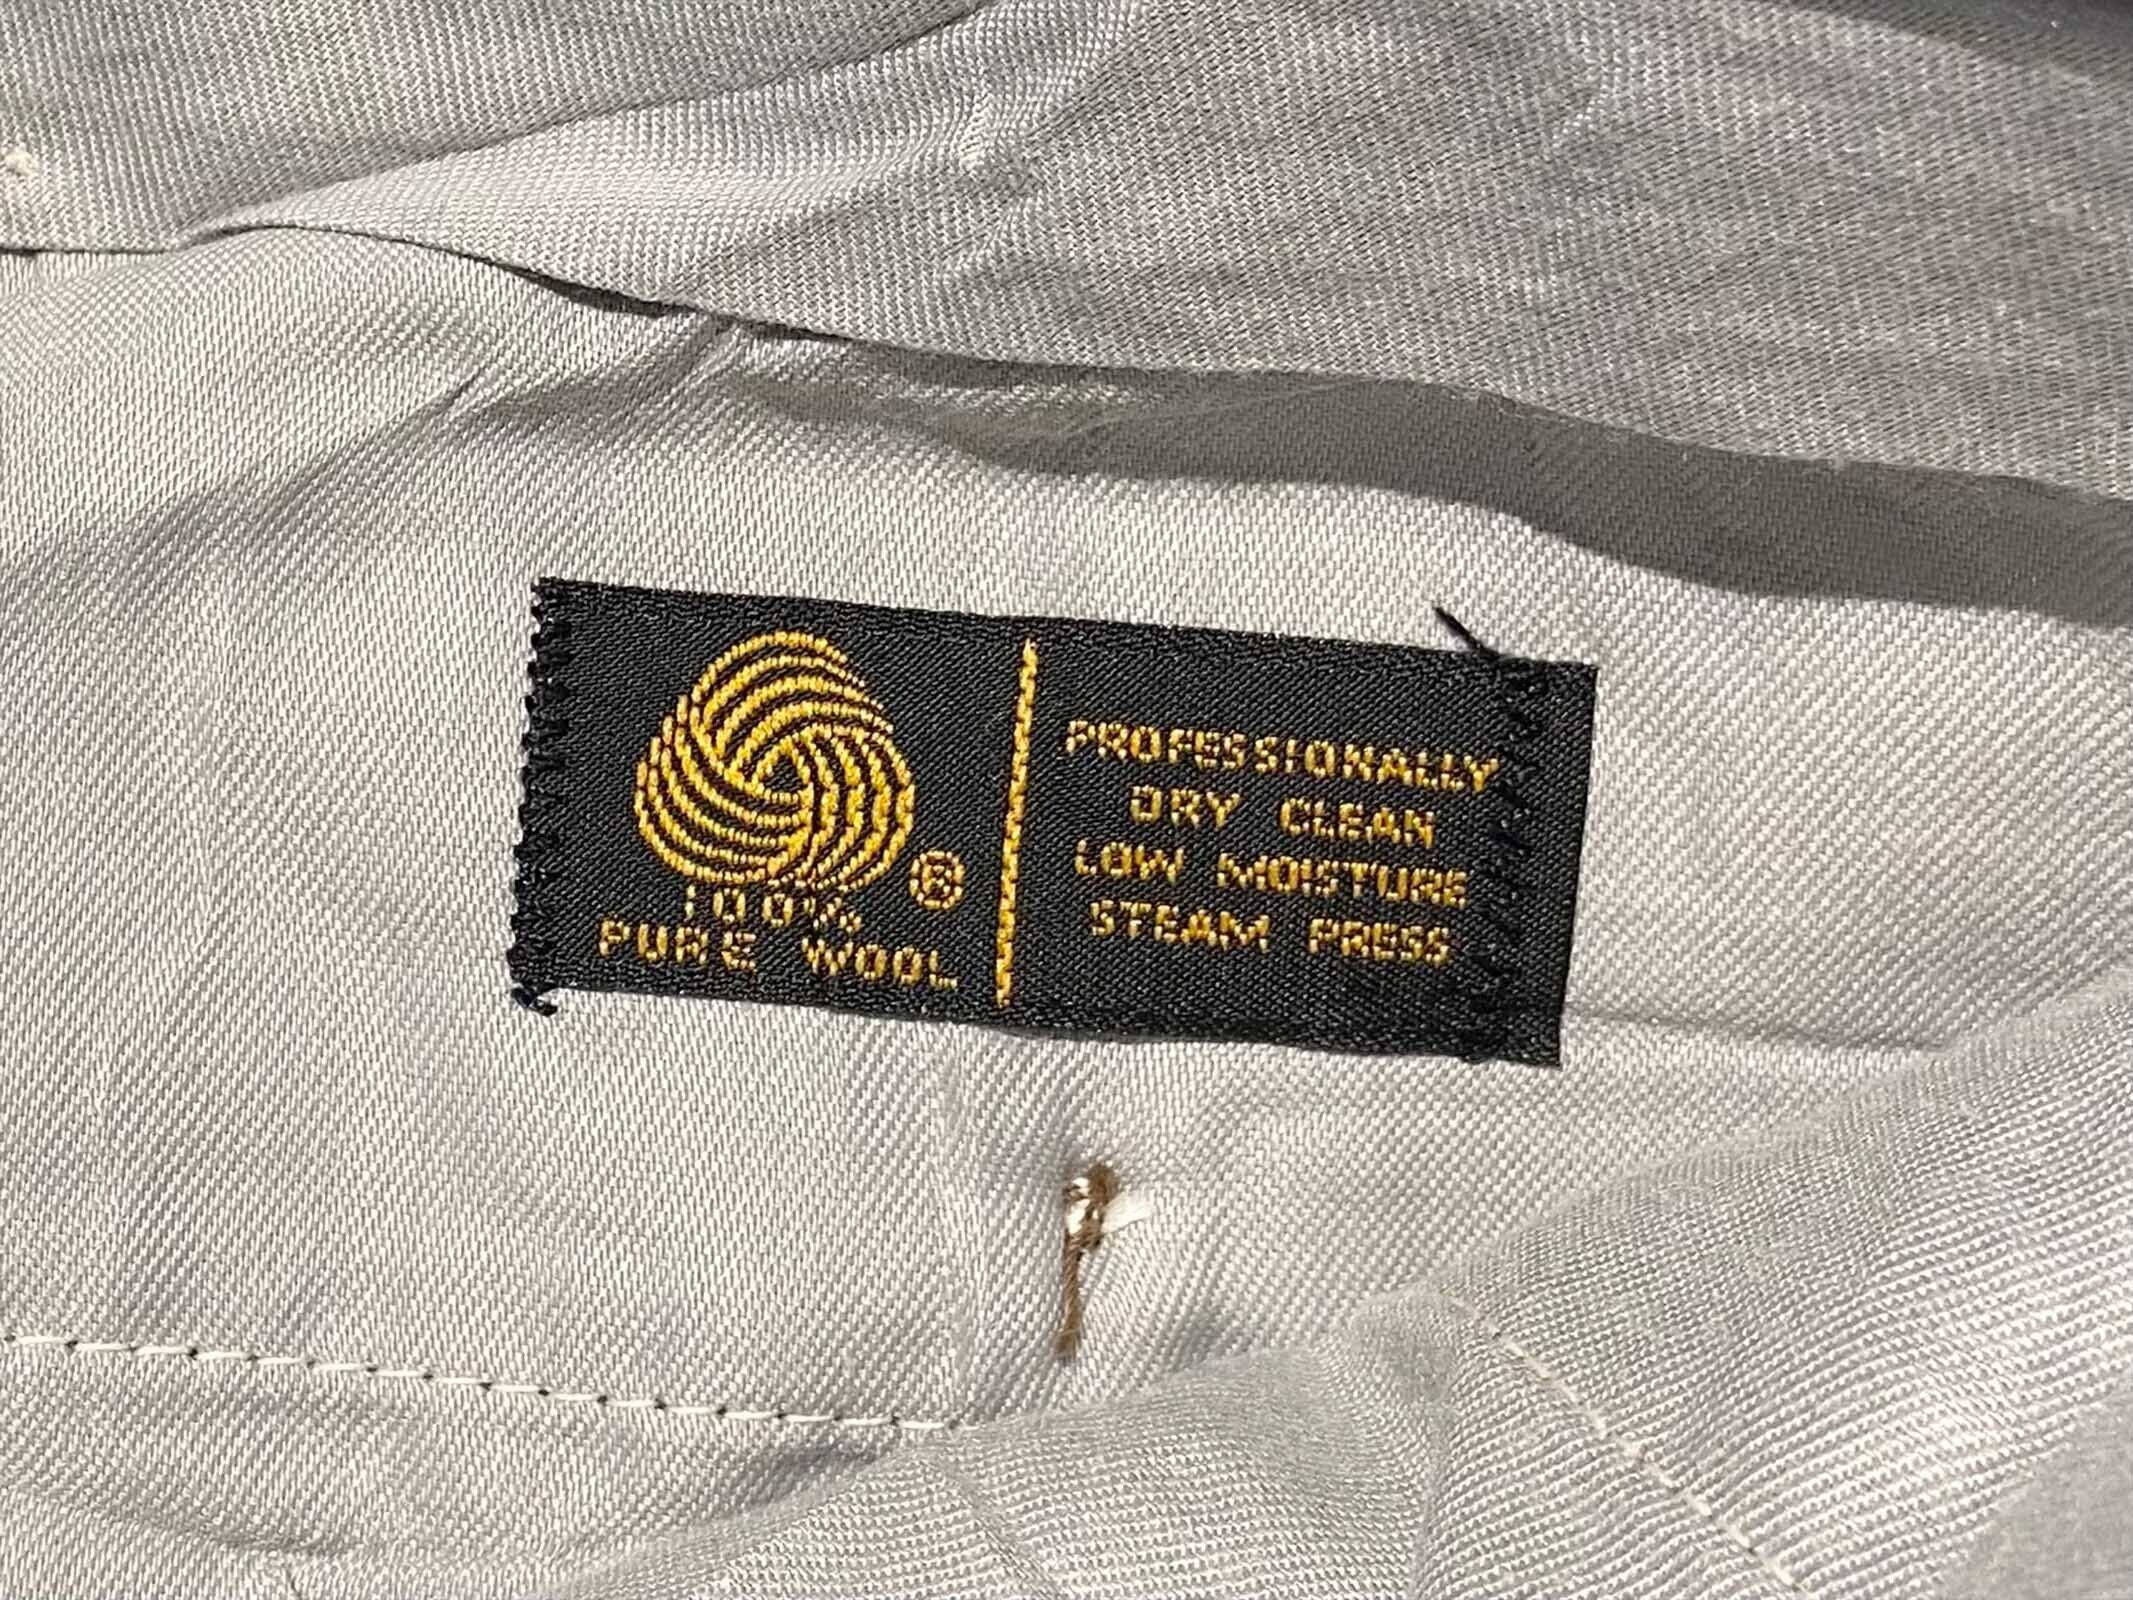 ®
100%
PURE WOOL
PROFESSIONALLY
DRY CLEAN
LOW MOISTURE
STEAM PRESS